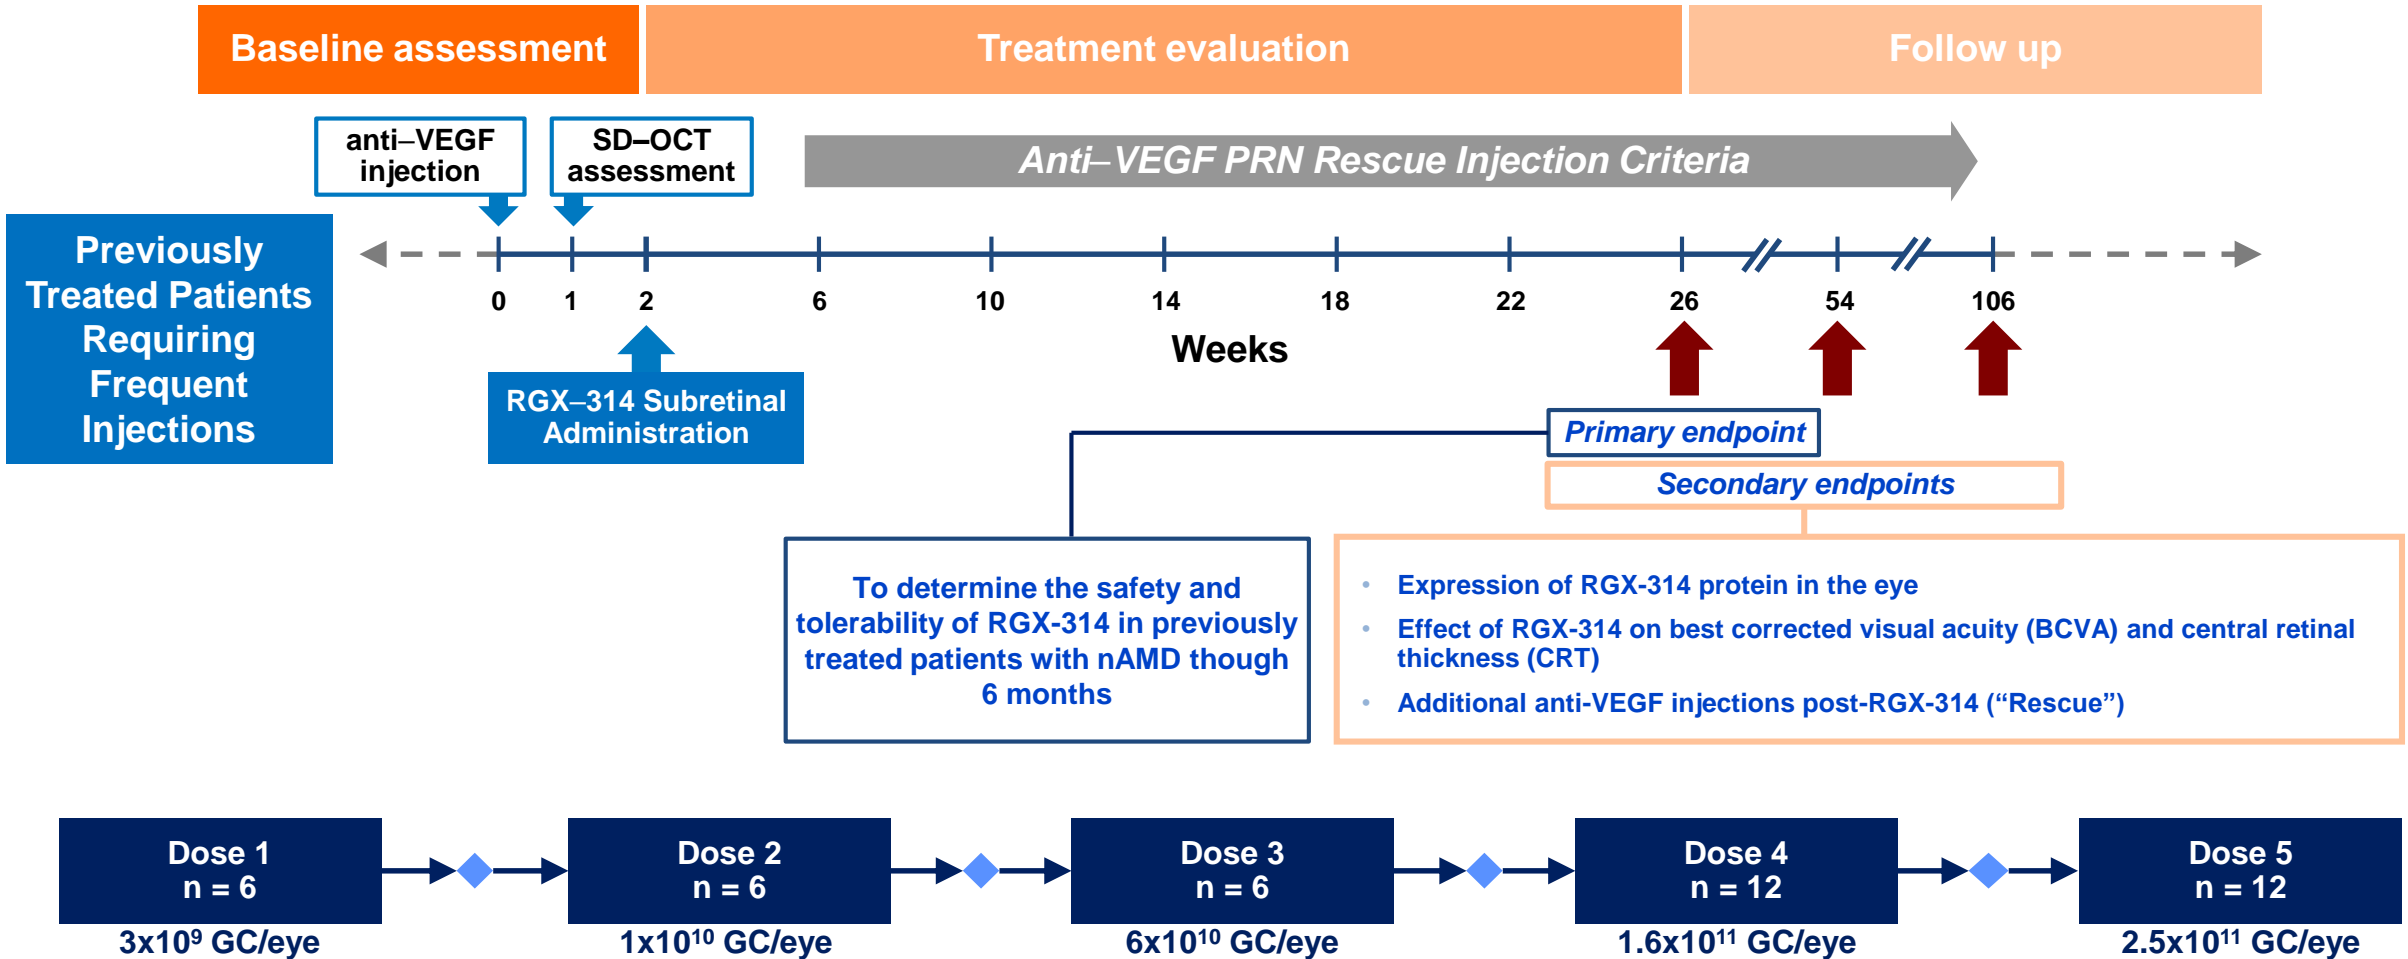 Baseline assessment
Treatment evaluation
Follow up
anti–VEGF
injection
SD–OCT
assessment
Anti–VEGF PRN Rescue Injection Criteria
Previously
Treated Patients
Requiring
Frequent
Injections
0 1 2 6 10 14 18 22 26 54 106
Weeks
RGX–314 Subretinal
Administration
Primary endpoint
Secondary endpoints
To determine the safety and
tolerability of RGX-314 in previously
treated patients with nAMD though
6 months
• Expression of RGX-314 protein in the eye
• Effect of RGX-314 on best corrected visual acuity (BCVA) and central retinal
thickness (CRT)
• Additional anti-VEGF injections post-RGX-314 (“Rescue”)
Dose 1
n = 6
3x10⁹ GC/eye
Dose 2
n = 6
1x10¹⁰ GC/eye
Dose 3
n = 6
6x10¹⁰ GC/eye
Dose 4
n = 12
1.6x10¹¹ GC/eye
Dose 5
n = 12
2.5x10¹¹ GC/eye